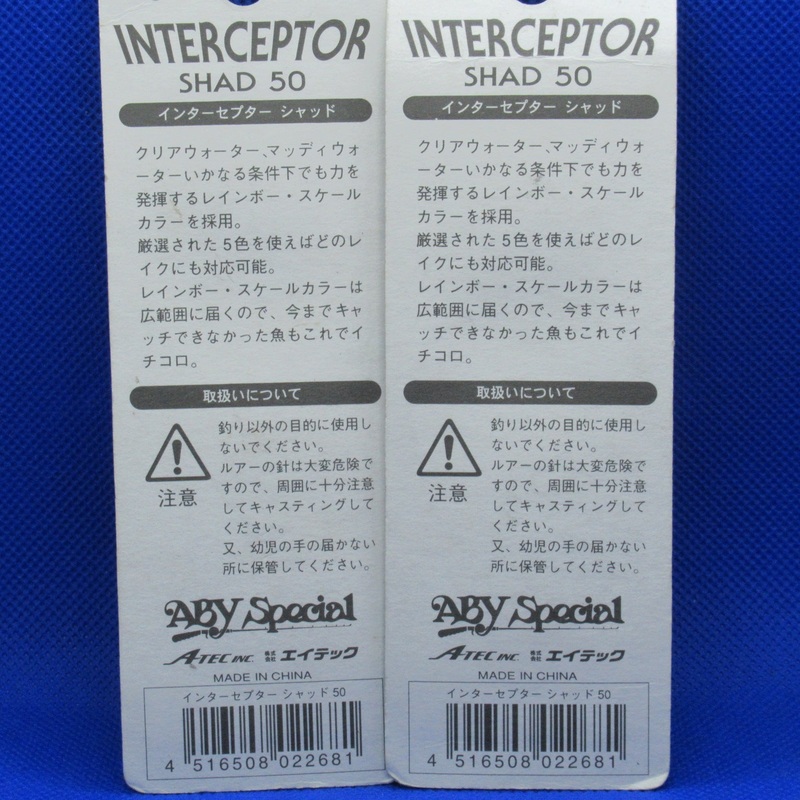 INTERCEPTOR
SHAD 50
インターセプター シャッド
クリアウォーター、マッディウォ
ーターいかなる条件下でも力を
発揮するレインボー・スケール
カラーを採用。
厳選された5色を使えばどのレ
イクにも対応可能。
レインボー・スケールカラーは
広範囲に届くので、今までキャ
ッチできなかった魚もこれでイ
チコロ。
取扱いについて
注意
釣り以外の目的に使用し
ないでください。
ルアーの針は大変危険で
すので、周囲に十分注意
してキャスティングして
ください。
又、幼児の手の届かない
所に保管してください。
ABY Special
A-TEC INC. 株式会社 エイテック
MADE IN CHINA
インターセプター シャッド 50
4 516508 022681
INTERCEPTOR
SHAD 50
インターセプター シャッド
クリアウォーター、マッディウォ
ーターいかなる条件下でも力を
発揮するレインボー・スケール
カラーを採用。
厳選された5色を使えばどのレ
イクにも対応可能。
レインボー・スケールカラーは
広範囲に届くので、今までキャ
ッチできなかった魚もこれでイ
チコロ。
取扱いについて
注意
釣り以外の目的に使用し
ないでください。
ルアーの針は大変危険で
すので、周囲に十分注意
してキャスティングして
ください。
又、幼児の手の届かない
所に保管してください。
ABY Special
A-TEC INC. 株式会社 エイテック
MADE IN CHINA
インターセプター シャッド 50
4 516508 022681